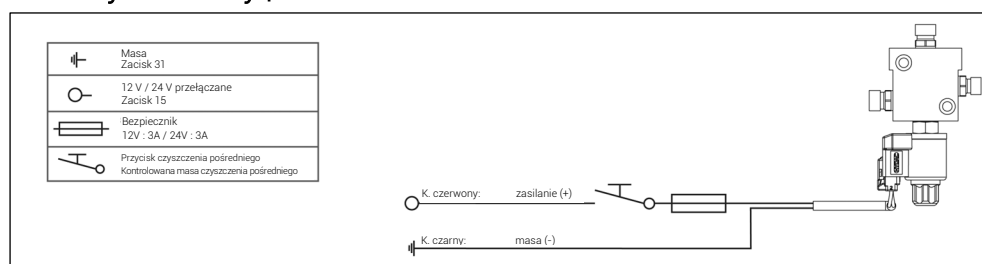 Masa
Zacisk 31
12 V / 24 V przełączane
Zacisk 15
Bezpiecznik
12V : 3A / 24V : 3A
Przycisk czyszczenia pośredniego
Kontrolowana masa czyszczenia pośredniego
K. czerwony: zasilanie (+)
K. czarny: masa (-)